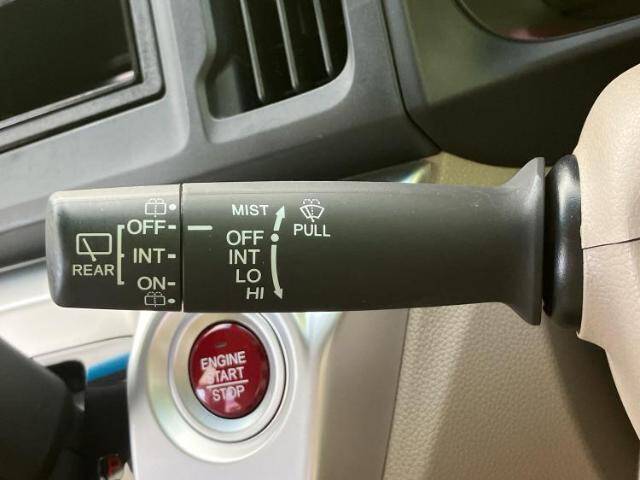 REAR
OFF
INT
ON
MIST
OFF
INT
LO
HI
PULL
ENGINE
START
STOP